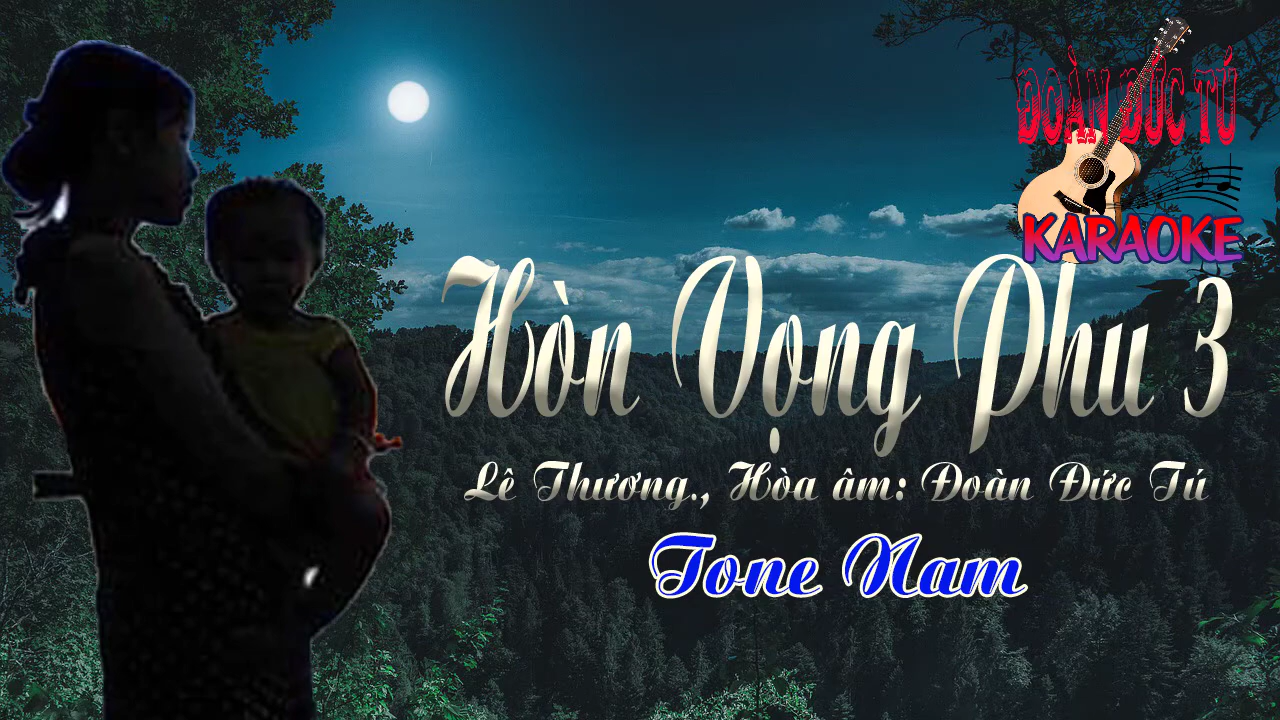 ĐOÀN ĐỨC TÚ
KARAOKE
Hòn Vọng Phu 3
Lê Thương., Hòa âm: Đoàn Đức Tú
Tone Nam